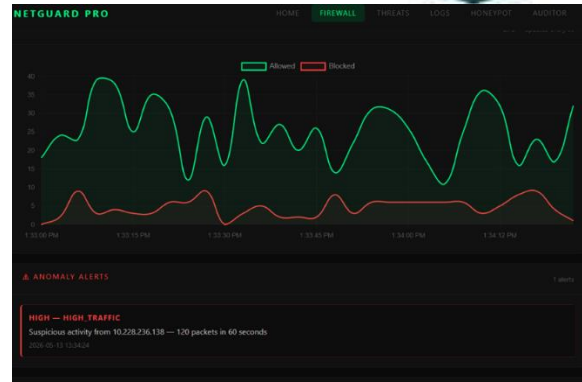 NETGUARD PRO
HOME FIREWALL THREATS LOGS HONEYPOT AUDITOR
Allowed Blocked
40
35
30
25
20
15
10
5
0
1:33:00 PM 1:33:15 PM 1:33:30 PM 1:33:45 PM 1:34:00 PM 1:34:12 PM
⚠ ANOMALY ALERTS
1 alerts
HIGH — HIGH_TRAFFIC
Suspicious activity from 10.228.236.138 — 120 packets in 60 seconds
2026-05-13 13:34:24